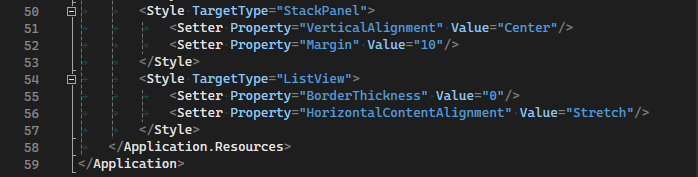 50 <Style TargetType="StackPanel">
51 <Setter Property="VerticalAlignment" Value="Center"/>
52 <Setter Property="Margin" Value="10"/>
53 </Style>
54 <Style TargetType="ListView">
55 <Setter Property="BorderThickness" Value="0"/>
56 <Setter Property="HorizontalContentAlignment" Value="Stretch"/>
57 </Style>
58 </Application.Resources>
59 </Application>